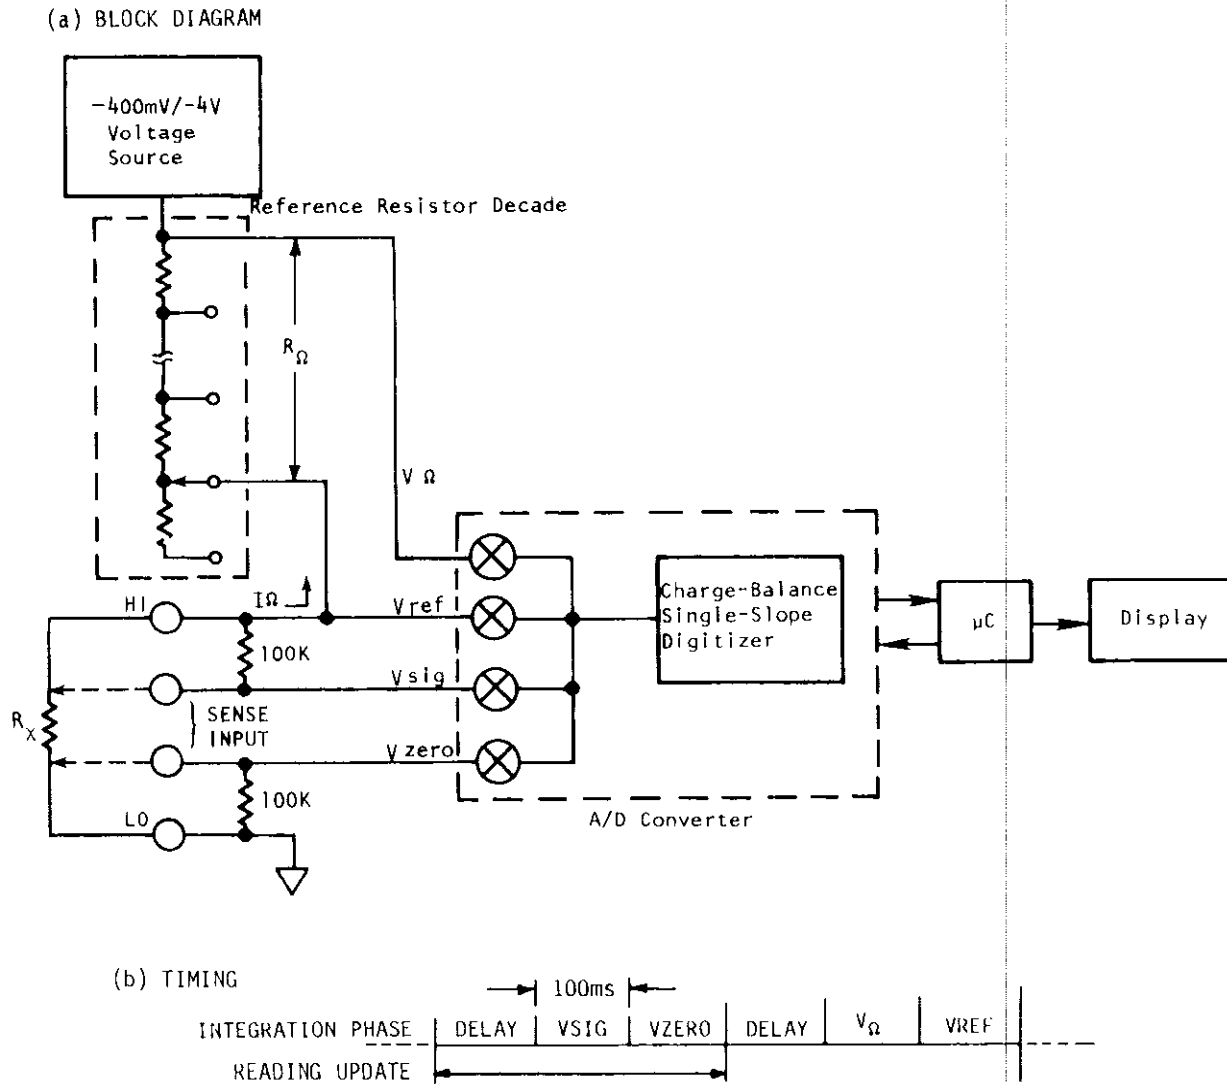 (a) BLOCK DIAGRAM
-400mV/-4V
Voltage
Source
Reference Resistor Decade
RΩ
VΩ
HI
IΩ
Vref
100K
Vsig
RX
SENSE
INPUT
Vzero
100K
LO
Charge-Balance
Single-Slope
Digitizer
A/D Converter
µC
Display
(b) TIMING
100ms
INTEGRATION PHASE DELAY VSIG VZERO DELAY VΩ VREF
READING UPDATE